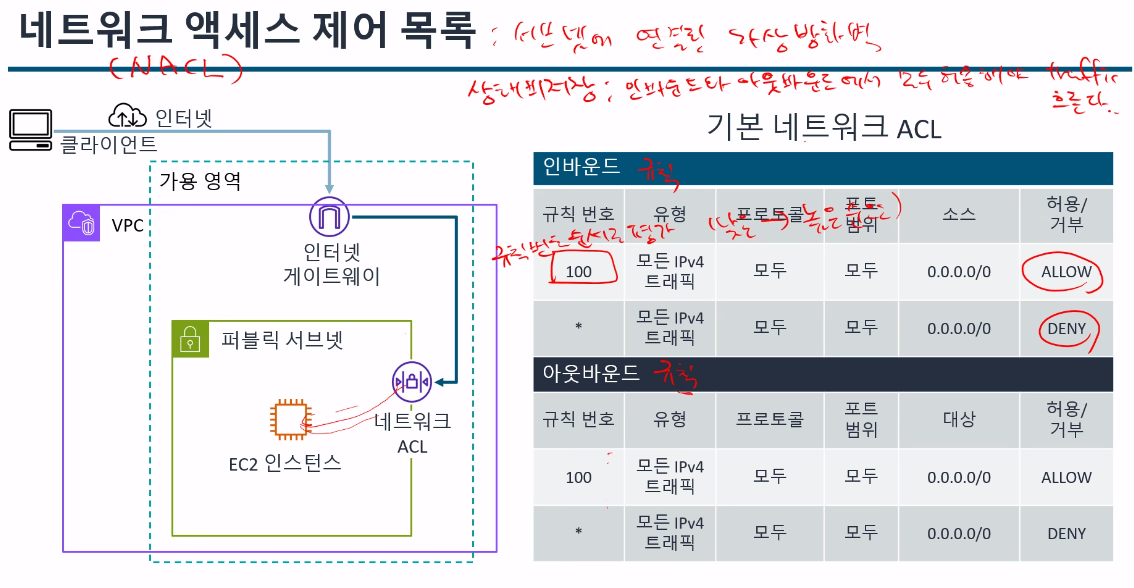 네트워크 액세스 제어 목록 : 서브넷에 연결된 가상방화벽
(NACL)
상태비저장 : 인바운드와 아웃바운드에서 모두 허용해야 traffic
흐른다..
인터넷
클라이언트
가용 영역
VPC
인터넷
게이트웨이
퍼블릭 서브넷
네트워크
ACL
EC2 인스턴스
기본 네트워크 ACL
인바운드 규칙
규칙 번호 유형 프로토콜 포트 범위 소스 허용/거부
규칙번호 순서로 평가 (낮은 → 높은순으로)
100 모든 IPv4 트래픽 모두 모두 0.0.0.0/0 ALLOW
* 모든 IPv4 트래픽 모두 모두 0.0.0.0/0 DENY
아웃바운드 규칙
규칙 번호 유형 프로토콜 포트 범위 대상 허용/거부
100 모든 IPv4 트래픽 모두 모두 0.0.0.0/0 ALLOW
* 모든 IPv4 트래픽 모두 모두 0.0.0.0/0 DENY